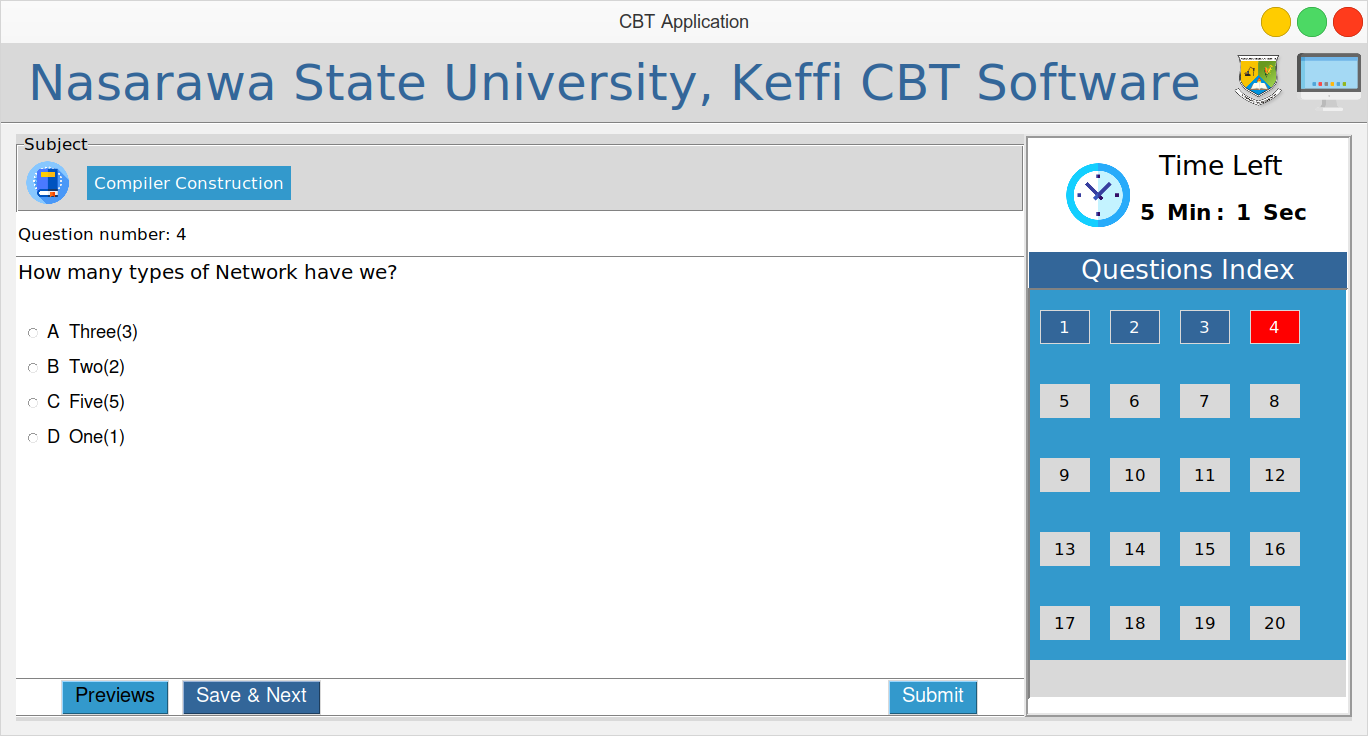 CBT Application
Nasarawa State University, Keffi CBT Software
Subject
Compiler Construction
Question number: 4
How many types of Network have we?
A Three(3)
B Two(2)
C Five(5)
D One(1)
Previews
Save & Next
Submit
Time Left
5 Min: 1 Sec
Questions Index
1 2 3 4
5 6 7 8
9 10 11 12
13 14 15 16
17 18 19 20